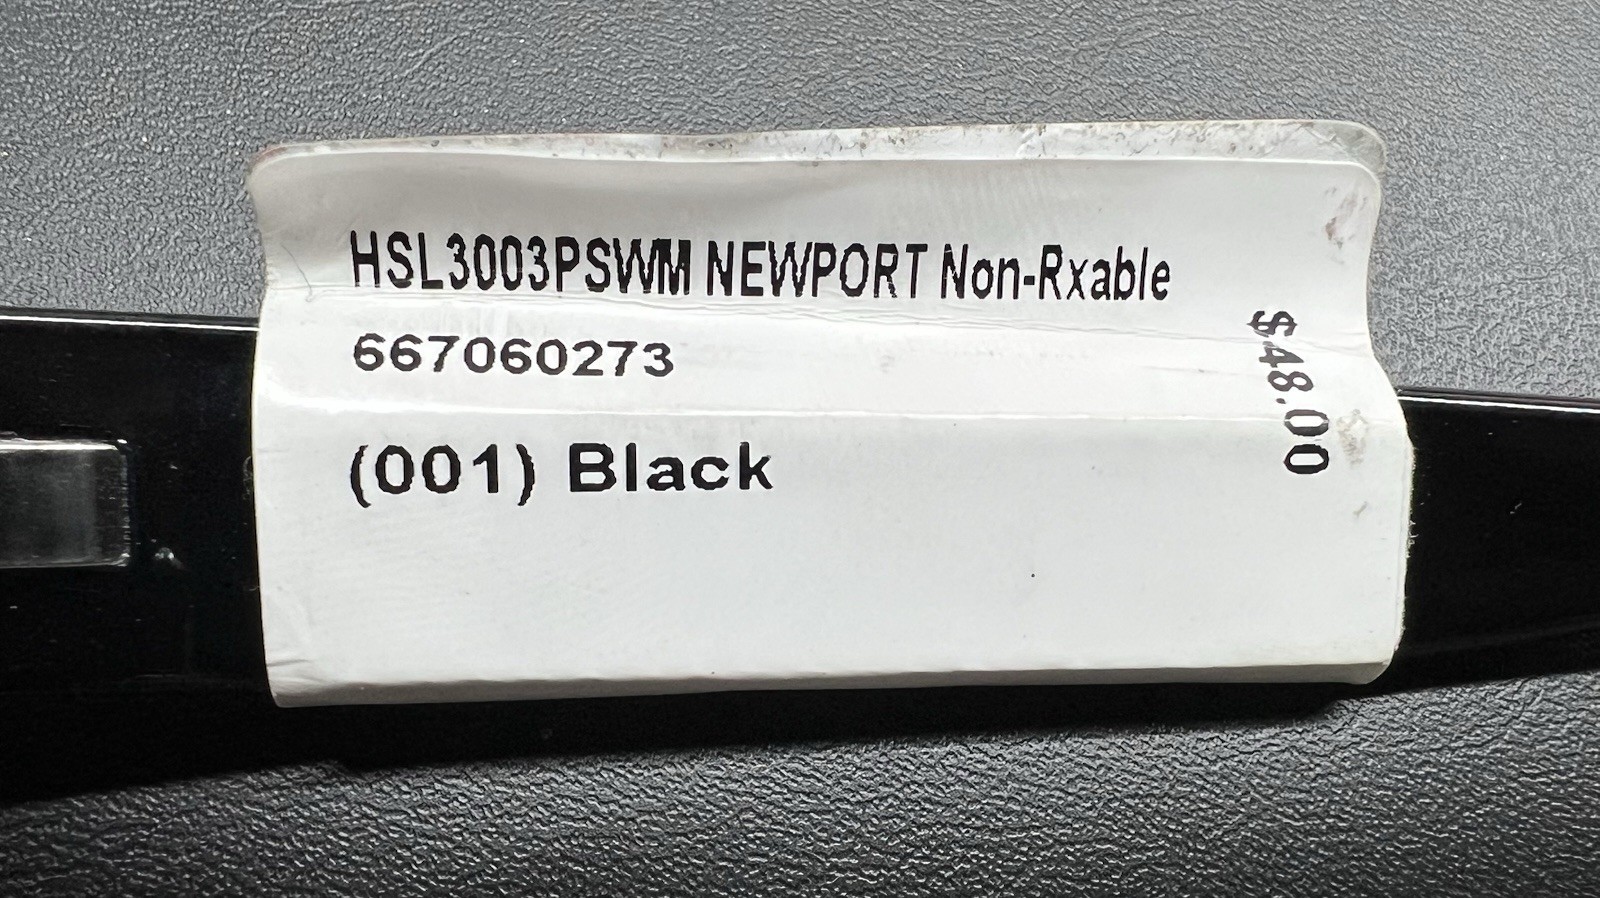 HSL3003PSWM NEWPORT Non-Rxable
667060273
(001) Black
$48.00